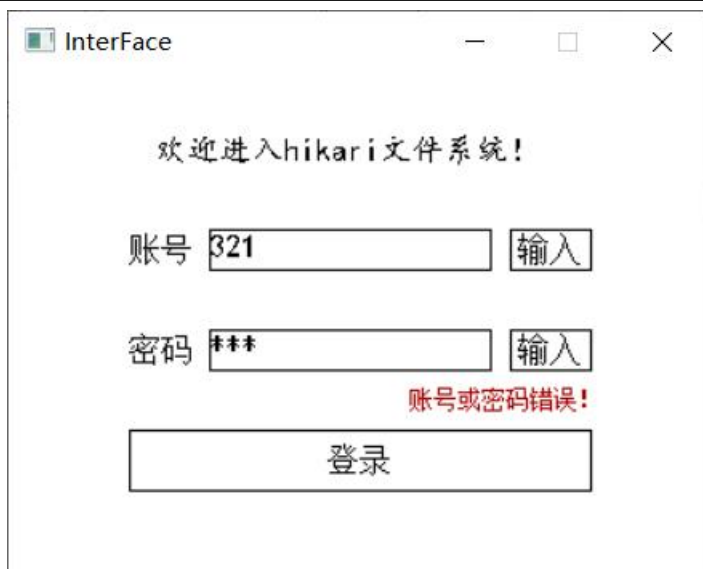 InterFace
欢迎进入hikari文件系统!
账号 321 输入
密码 *** 输入
账号或密码错误!
登录